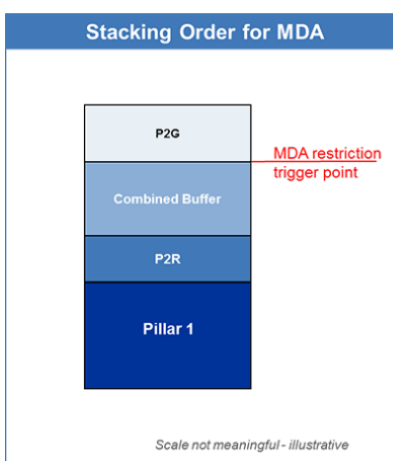 Stacking Order for MDA
P2G
MDA restriction
trigger point
Combined Buffer
P2R
Pillar 1
Scale not meaningful - illustrative